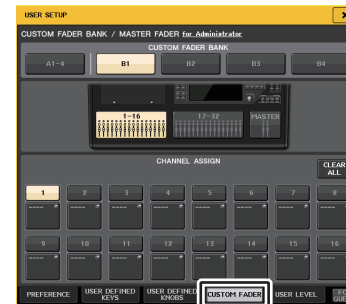 USER SETUP
CUSTOM FADER BANK / MASTER FADER for Administrator
CUSTOM FADER BANK
A1-4 B1 B2 B3 B4
1-16 17-32 MASTER
CHANNEL ASSIGN
CLEAR ALL
1 2 3 4 5 6 7 8
---- ---- ---- ---- ---- ---- ---- ----
9 10 11 12 13 14 15 16
---- ---- ---- ---- ---- ---- ---- ----
PREFERENCE USER DEFINED KEYS USER DEFINED KNOBS CUSTOM FADER USER LEVEL